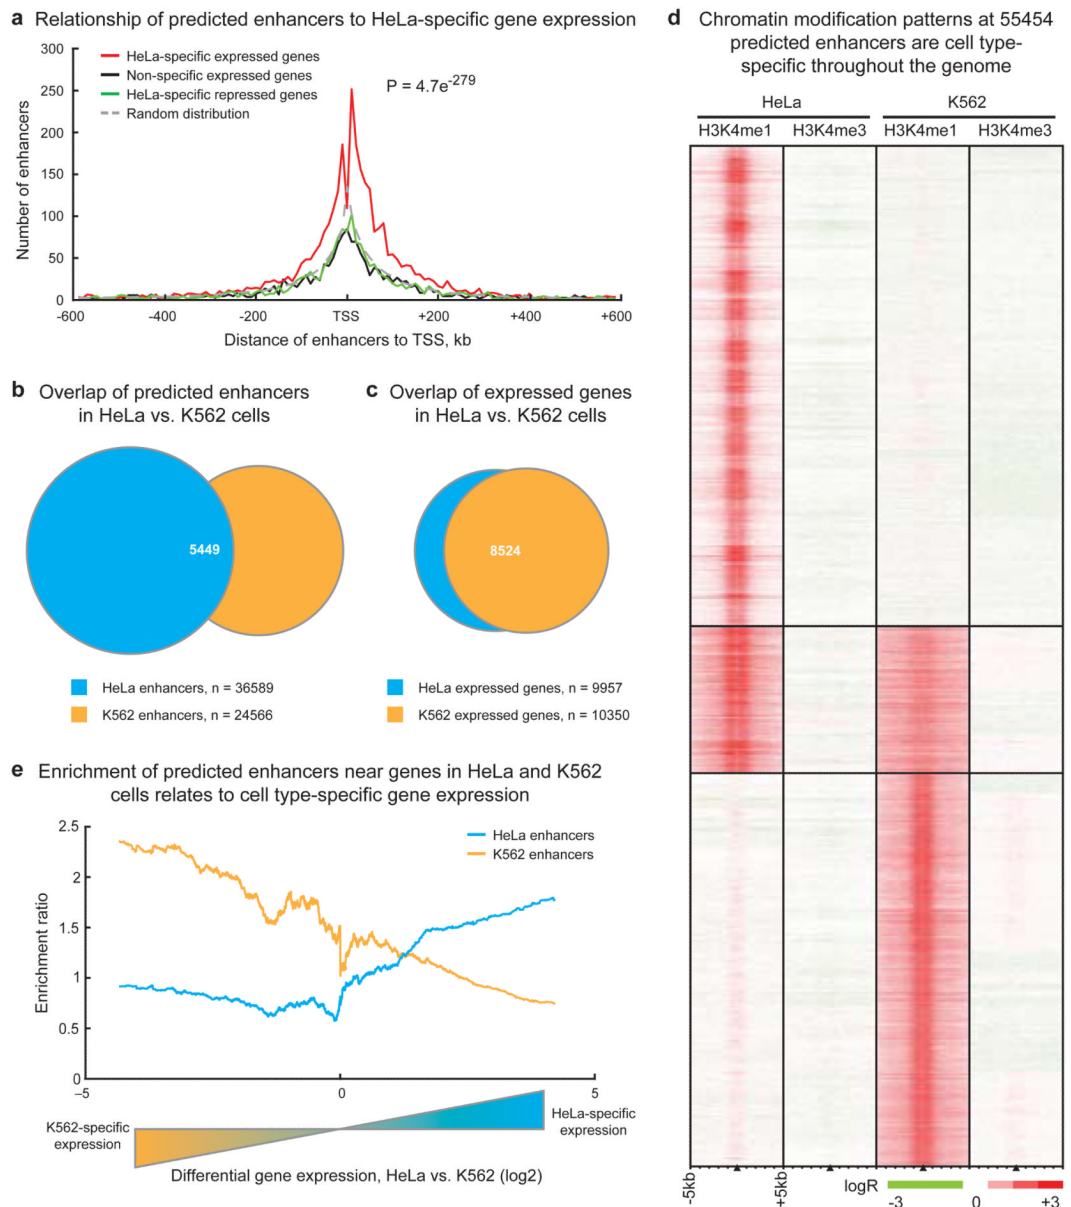 a Relationship of predicted enhancers to HeLa-specific gene expression
300
250
200
150
100
50
0
Number of enhancers
HeLa-specific expressed genes
Non-specific expressed genes
HeLa-specific repressed genes
Random distribution
P = 4.7e-279
-600 -400 -200 TSS +200 +400 +600
Distance of enhancers to TSS, kb
b Overlap of predicted enhancers
in HeLa vs. K562 cells
5449
HeLa enhancers, n = 36589
K562 enhancers, n = 24566
c Overlap of expressed genes
in HeLa vs. K562 cells
8524
HeLa expressed genes, n = 9957
K562 expressed genes, n = 10350
d Chromatin modification patterns at 55454
predicted enhancers are cell type-
specific throughout the genome
HeLa K562
H3K4me1 H3K4me3 H3K4me1 H3K4me3
-5kb +5kb
logR
-3 0 +3
e Enrichment of predicted enhancers near genes in HeLa and K562
cells relates to cell type-specific gene expression
2.5
2
1.5
1
0.5
0
Enrichment ratio
HeLa enhancers
K562 enhancers
−5 0 5
K562-specific
expression
HeLa-specific
expression
Differential gene expression, HeLa vs. K562 (log2)